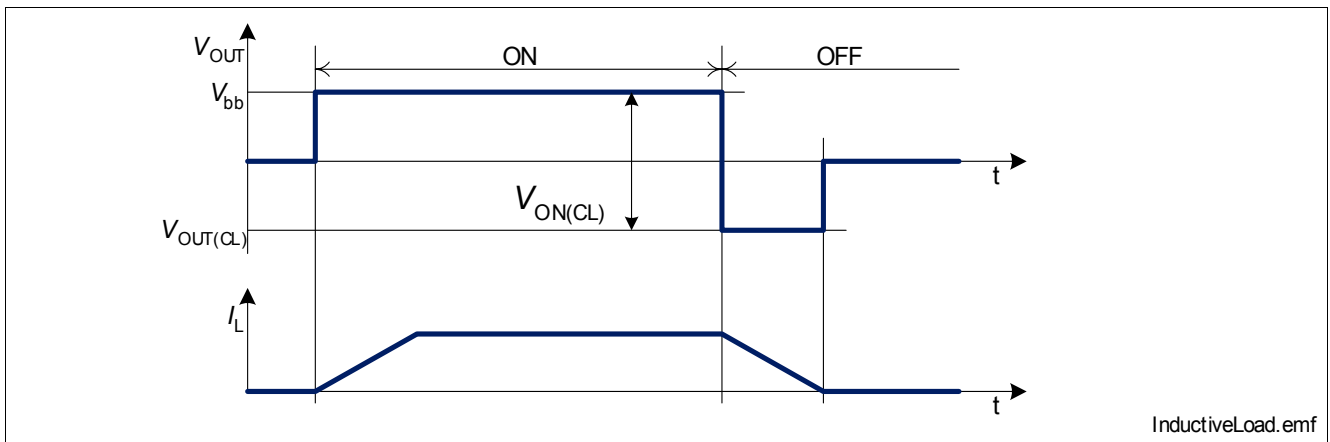 VOUT
ON
OFF
Vbb
t
VON(CL)
VOUT(CL)
IL
t
InductiveLoad.emf